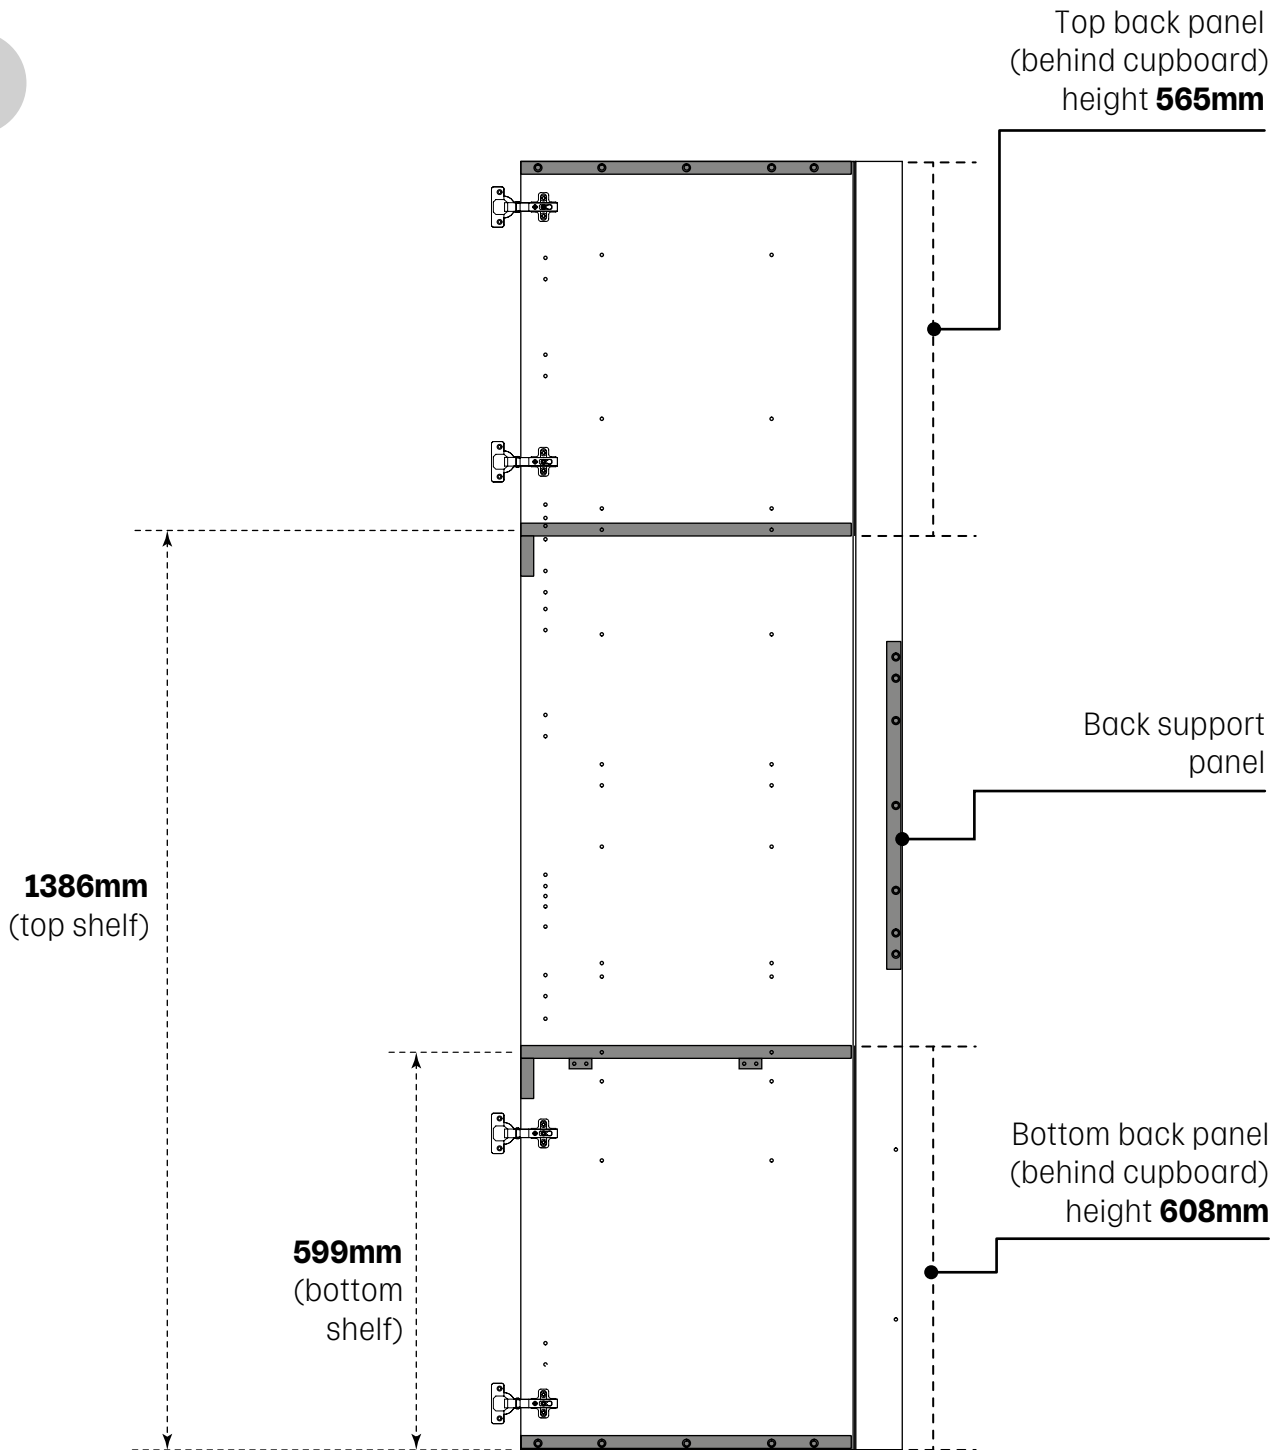 Top back panel
(behind cupboard)
height 565mm
Back support
panel
1386mm
(top shelf)
Bottom back panel
(behind cupboard)
height 608mm
599mm
(bottom
shelf)